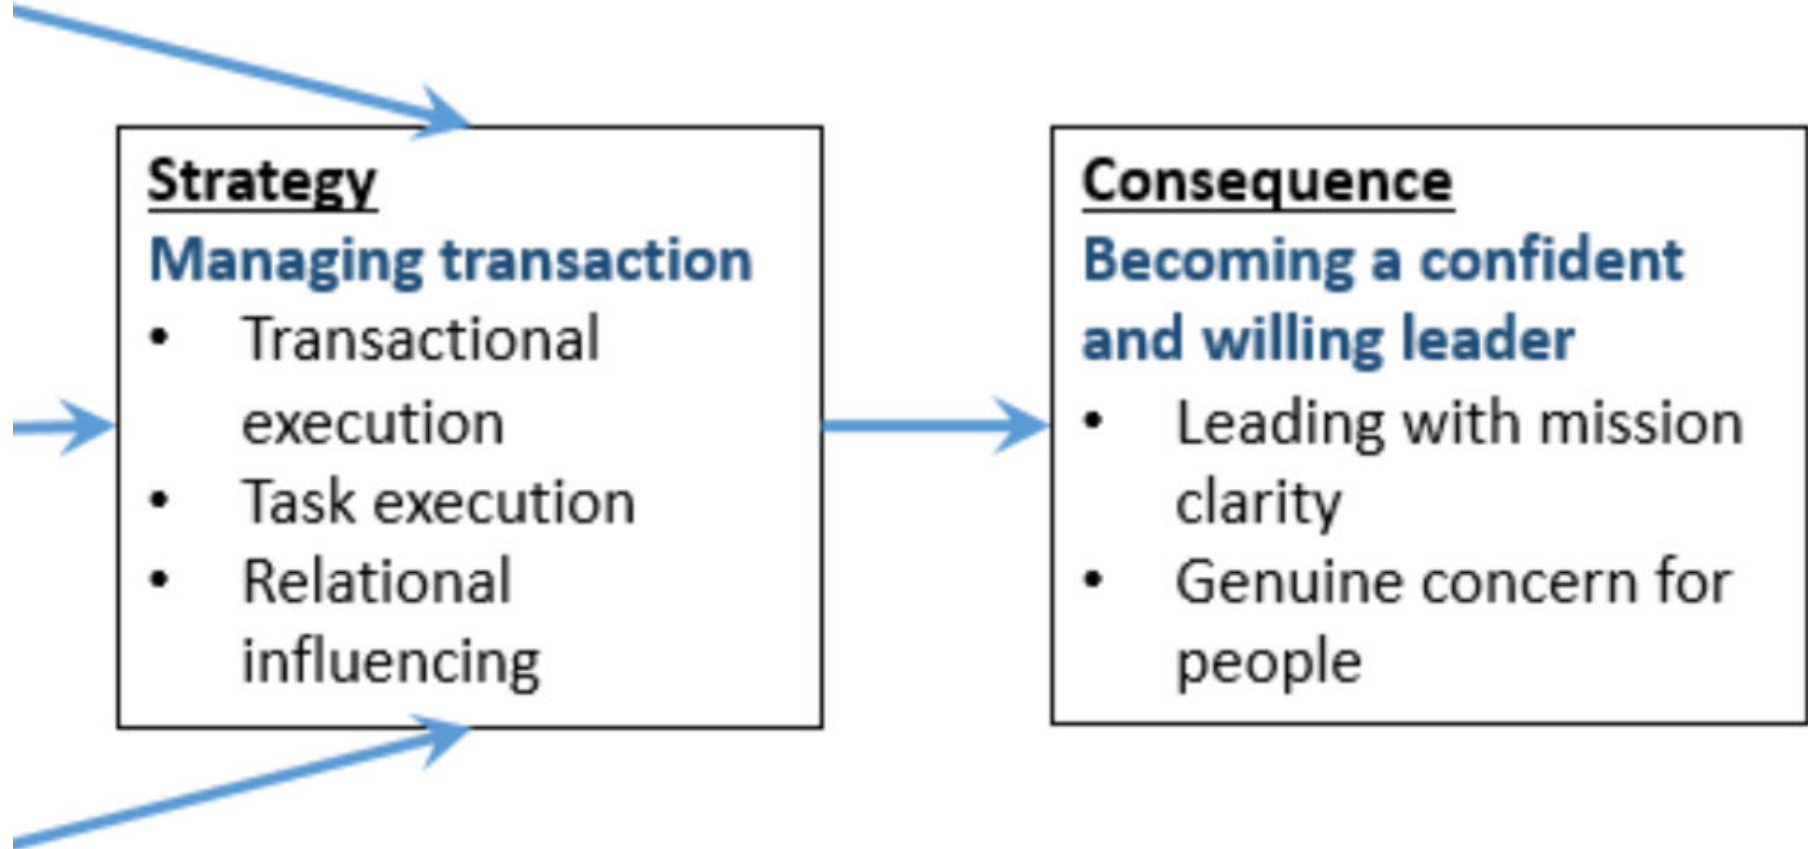 Strategy
Managing transaction
• Transactional
execution
• Task execution
• Relational
influencing
Consequence
Becoming a confident
and willing leader
• Leading with mission
clarity
• Genuine concern for
people